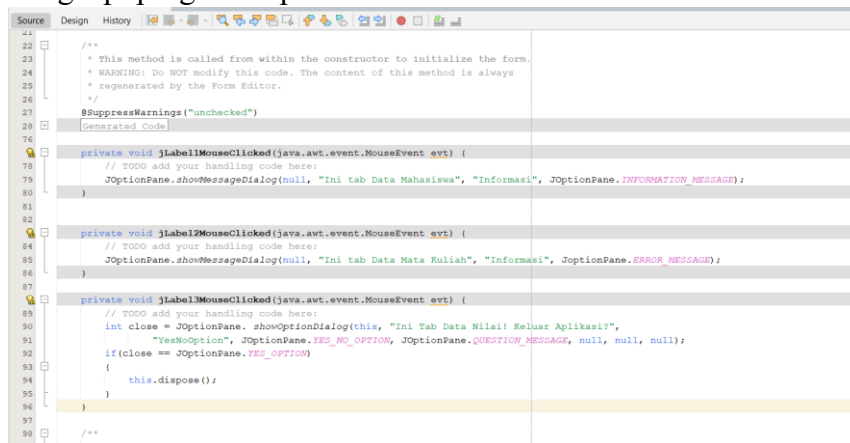 Source Design History
21
22 /**
23 * This method is called from within the constructor to initialize the form.
24 * WARNING: Do NOT modify this code. The content of this method is always
25 * regenerated by the Form Editor.
26 */
27 @SuppressWarnings("unchecked")
28 Generated Code
76
private void jLabel1MouseClicked(java.awt.event.MouseEvent evt) {
78 // TODO add your handling code here:
79 JOptionPane.showMessageDialog(null, "Ini tab Data Mahasiswa", "Informasi", JOptionPane.INFORMATION_MESSAGE);
80 }
81
82
private void jLabel2MouseClicked(java.awt.event.MouseEvent evt) {
84 // TODO add your handling code here:
85 JOptionPane.showMessageDialog(null, "Ini tab Data Mata Kuliah", "Informasi", JoptionPane.ERROR_MESSAGE);
86 }
87
private void jLabel3MouseClicked(java.awt.event.MouseEvent evt) {
89 // TODO add your handling code here:
90 int close = JOptionPane. showOptionDialog(this, "Ini Tab Data Nilai! Keluar Aplikasi?",
91 "YesNoOption", JOptionPane.YES_NO_OPTION, JOptionPane.QUESTION_MESSAGE, null, null, null);
92 if(close == JOptionPane.YES_OPTION)
93 {
94 this.dispose();
95 }
96 }
97
98 /**